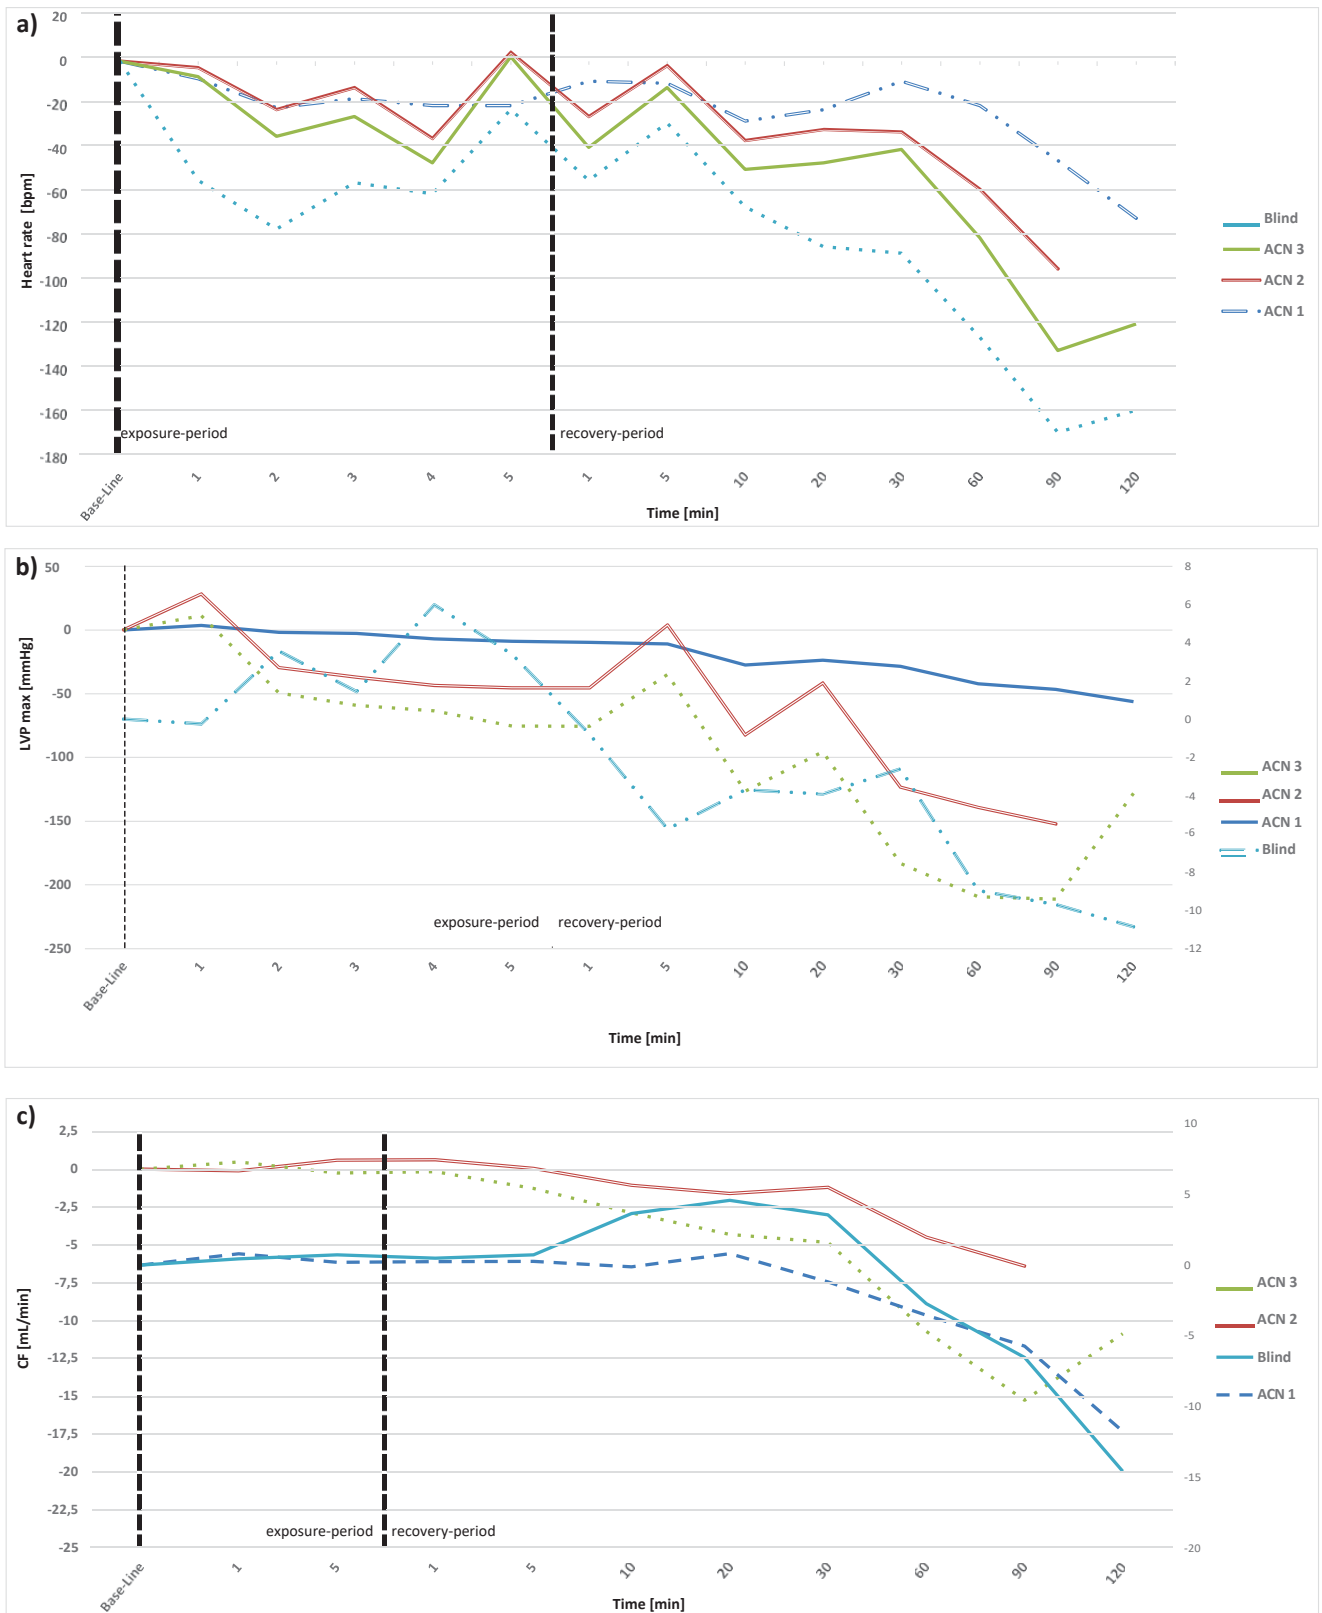 a)
20
0
-20
-40
-60
-80
-100
-120
-140
-160
-180
Heart rate [bpm]
exposure-period
recovery-period
Base-Line 1 2 3 4 5 1 5 10 20 30 60 90 120
Time [min]
Blind
ACN 3
ACN 2
ACN 1
b)
50
0
-50
-100
-150
-200
-250
LVP max [mmHg]
8
6
4
2
0
-2
-4
-6
-8
-10
-12
exposure-period
recovery-period
Base-Line 1 2 3 4 5 1 5 10 20 30 60 90 120
Time [min]
ACN 3
ACN 2
ACN 1
Blind
c)
2,5
0
-2,5
-5
-7,5
-10
-12,5
-15
-17,5
-20
-22,5
-25
CF [mL/min]
10
5
0
-5
-10
-15
-20
exposure-period
recovery-period
Base-Line 1 5 1 5 10 20 30 60 90 120
Time [min]
ACN 3
ACN 2
Blind
ACN 1